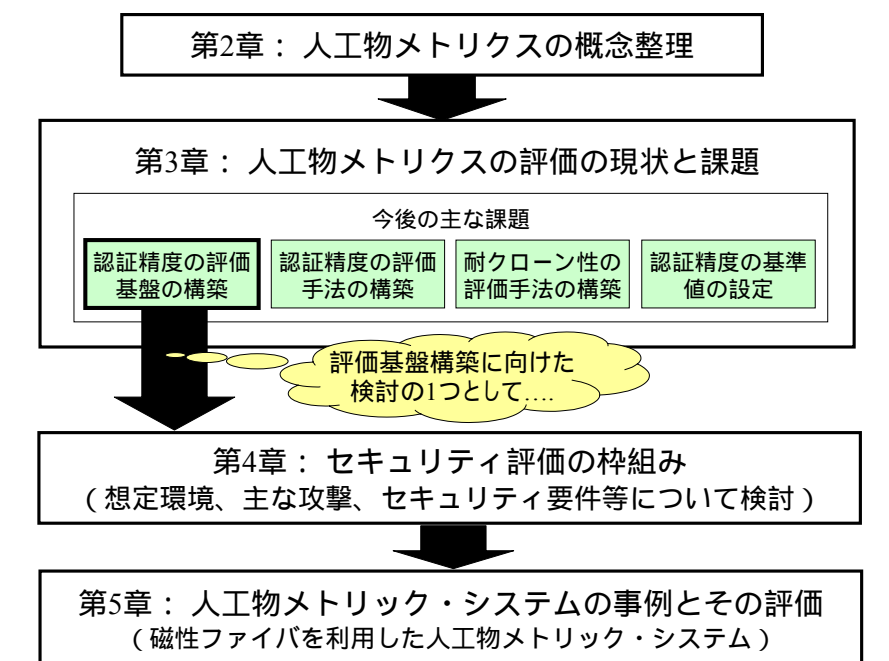 第2章： 人工物メトリクスの概念整理
第3章： 人工物メトリクスの評価の現状と課題
今後の主な課題
認証精度の評価
基盤の構築
認証精度の評価
手法の構築
耐クローン性の
評価手法の構築
認証精度の基準
値の設定
評価基盤構築に向けた
検討の1つとして….
第4章： セキュリティ評価の枠組み
（想定環境、主な攻撃、セキュリティ要件等について検討）
第5章： 人工物メトリック・システムの事例とその評価
（磁性ファイバを利用した人工物メトリック・システム）